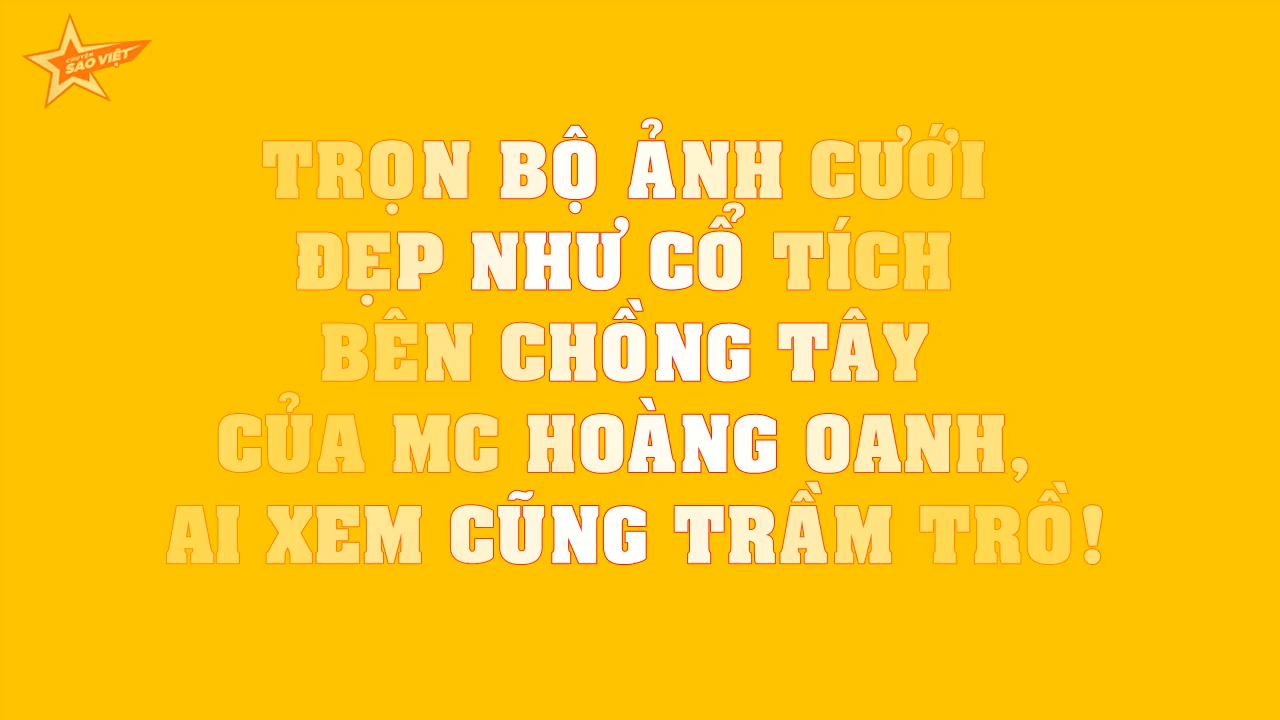 CHUYỆN
SAO VIỆT
TRỌN BỘ ẢNH CƯỚI
ĐẸP NHƯ CỔ TÍCH
BÊN CHỒNG TÂY
CỦA MC HOÀNG OANH,
AI XEM CŨNG TRẦM TRỒ!